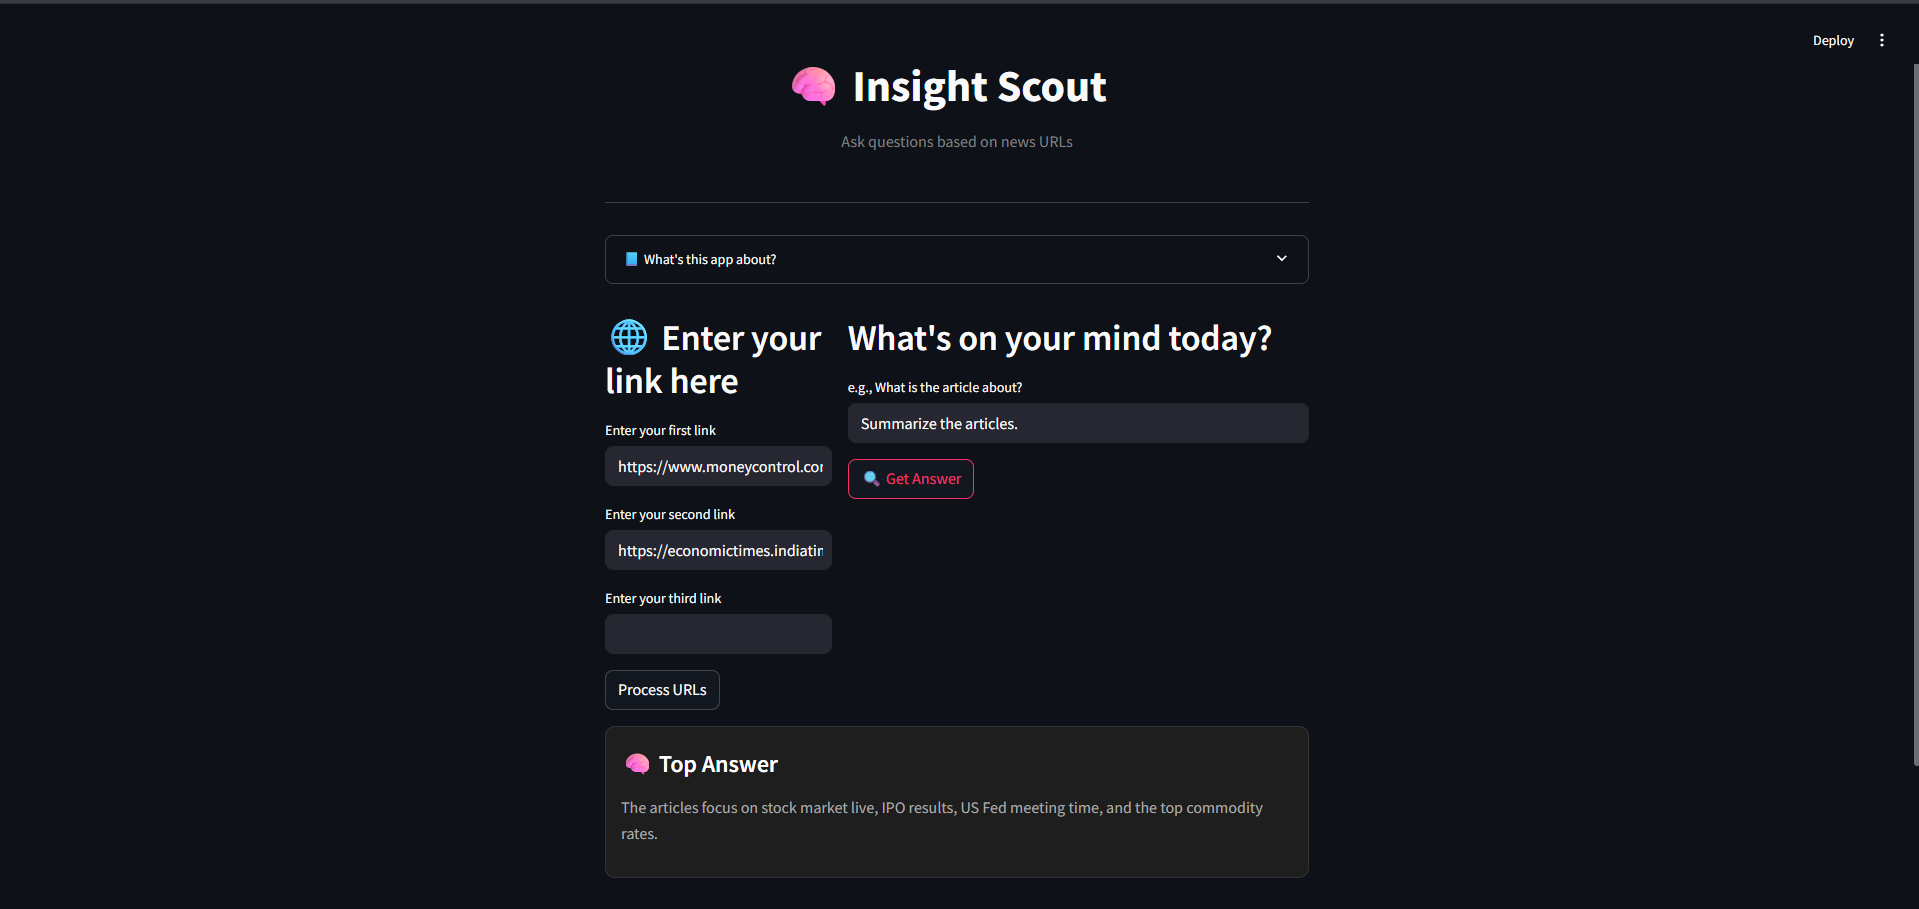 Deploy
Insight Scout
Ask questions based on news URLs
What's this app about?
Enter your
link here
Enter your first link
https://www.moneycontrol.cor
Enter your second link
https://economictimes.indiatin
Enter your third link
Process URLs
What's on your mind today?
e.g., What is the article about?
Summarize the articles.
Get Answer
Top Answer
The articles focus on stock market live, IPO results, US Fed meeting time, and the top commodity
rates.